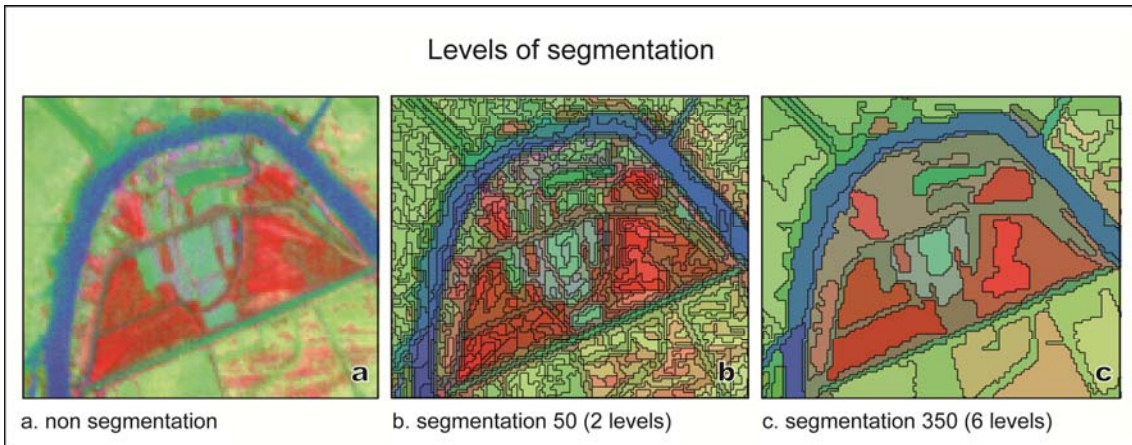 Levels of segmentation
a
b
c
a. non segmentation
b. segmentation 50 (2 levels)
c. segmentation 350 (6 levels)